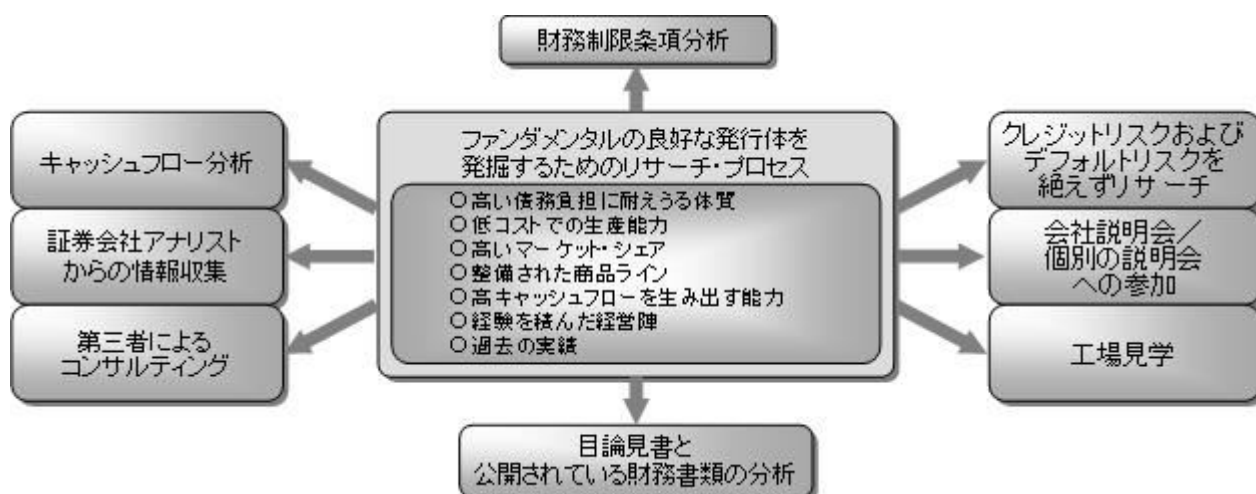 財務制限条項分析
キャッシュフロー分析
証券会社アナリスト
からの情報収集
第三者による
コンサルティング
ファンダメンタルの良好な発行体を
発掘するためのリサーチ・プロセス
○高い債務負担に耐えうる体質
○低コストでの生産能力
○高いマーケット・シェア
○整備された商品ライン
○高キャッシュフローを生み出す能力
○経験を積んだ経営陣
○過去の実績
クレジットリスクおよび
デフォルトリスクを
絶えずリサーチ
会社説明会／
個別の説明会
への参加
工場見学
目論見書と
公開されている財務書類の分析